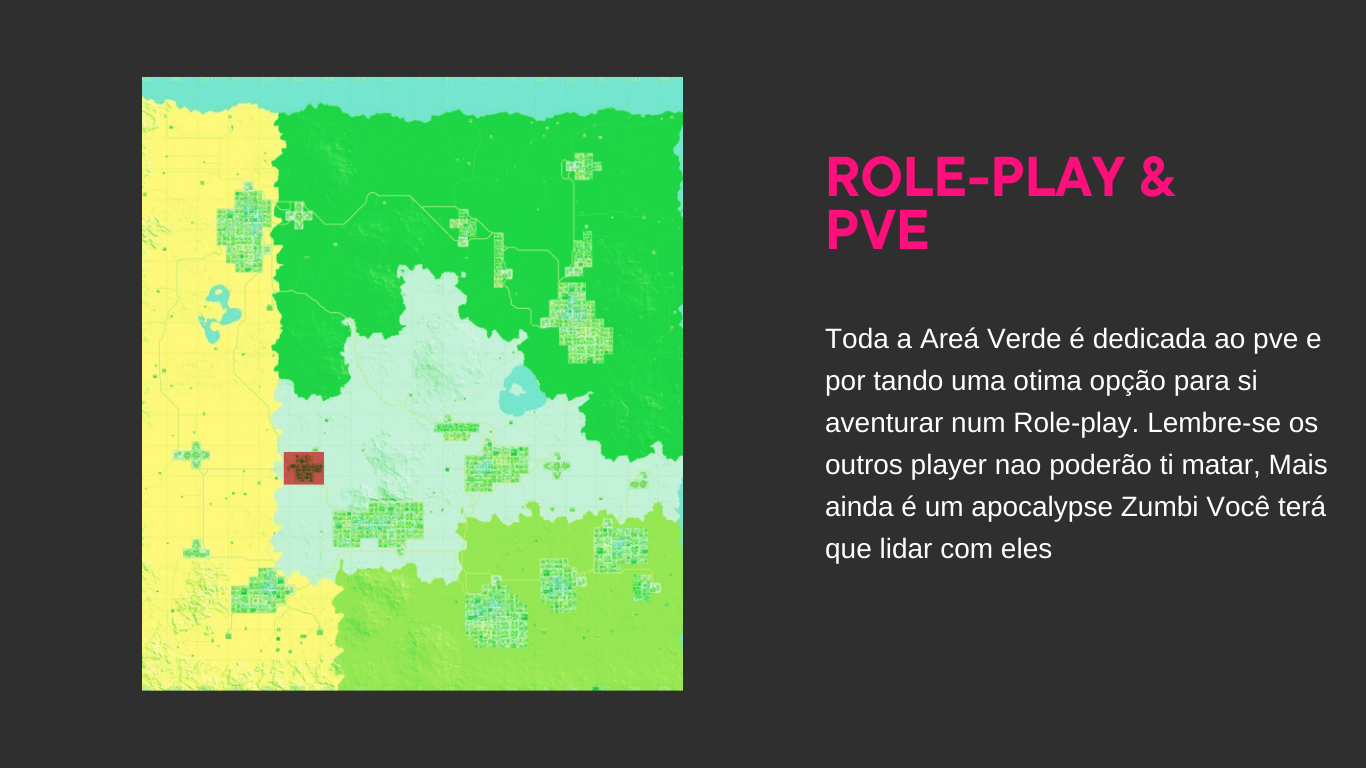 ROLE-PLAY &
PVE
Toda a Areá Verde é dedicada ao pve e
por tando uma otima opção para si
aventurar num Role-play. Lembre-se os
outros player nao poderão ti matar, Mais
ainda é um apocalypse Zumbi Você terá
que lidar com eles